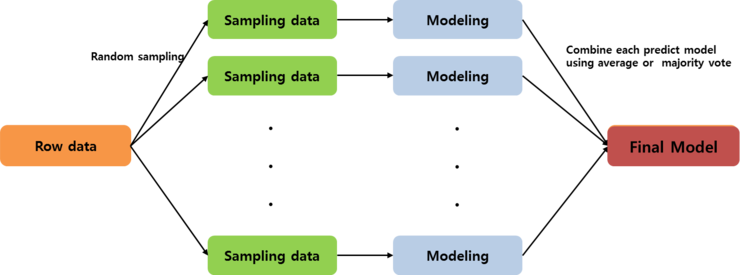 Sampling data
Modeling
Random sampling
Combine each predict model
using average or majority vote
Sampling data
Modeling
Row data
Final Model
Sampling data
Modeling